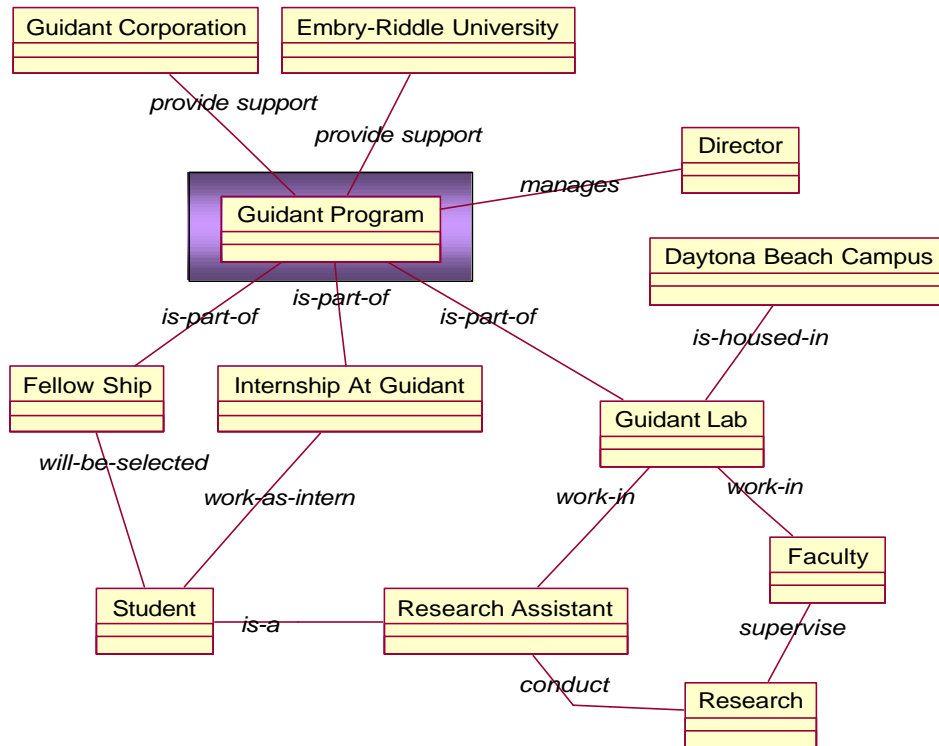 Guidant Corporation
Embry-Riddle University
provide support
provide support
Director
manages
Guidant Program
Daytona Beach Campus
is-part-of
is-part-of
is-part-of
is-housed-in
Fellow Ship
Internship At Guidant
Guidant Lab
will-be-selected
work-as-intern
work-in
work-in
Faculty
Student
is-a
Research Assistant
supervise
conduct
Research